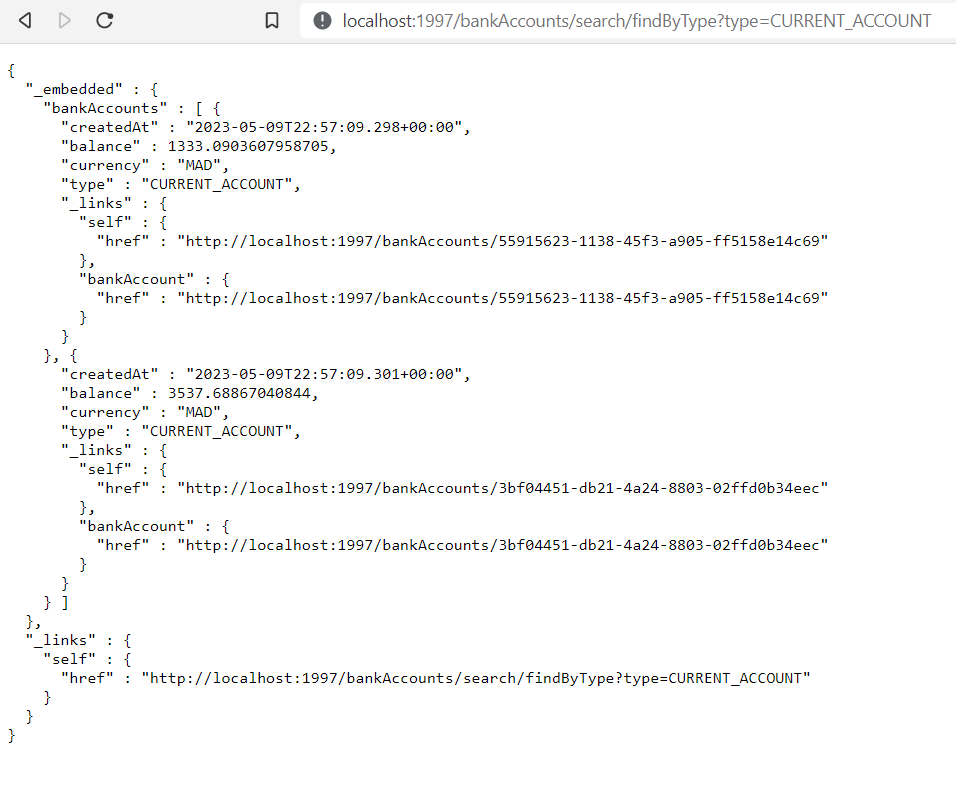 localhost:1997/bankAccounts/search/findByType?type=CURRENT_ACCOUNT
{
  "_embedded" : {
    "bankAccounts" : [ {
      "createdAt" : "2023-05-09T22:57:09.298+00:00",
      "balance" : 1333.0903607958705,
      "currency" : "MAD",
      "type" : "CURRENT_ACCOUNT",
      "_links" : {
        "self" : {
          "href" : "http://localhost:1997/bankAccounts/55915623-1138-45f3-a905-ff5158e14c69"
        },
        "bankAccount" : {
          "href" : "http://localhost:1997/bankAccounts/55915623-1138-45f3-a905-ff5158e14c69"
        }
      }
    }, {
      "createdAt" : "2023-05-09T22:57:09.301+00:00",
      "balance" : 3537.68867040844,
      "currency" : "MAD",
      "type" : "CURRENT_ACCOUNT",
      "_links" : {
        "self" : {
          "href" : "http://localhost:1997/bankAccounts/3bf04451-db21-4a24-8803-02ffd0b34eec"
        },
        "bankAccount" : {
          "href" : "http://localhost:1997/bankAccounts/3bf04451-db21-4a24-8803-02ffd0b34eec"
        }
      }
    } ]
  },
  "_links" : {
    "self" : {
      "href" : "http://localhost:1997/bankAccounts/search/findByType?type=CURRENT_ACCOUNT"
    }
  }
}